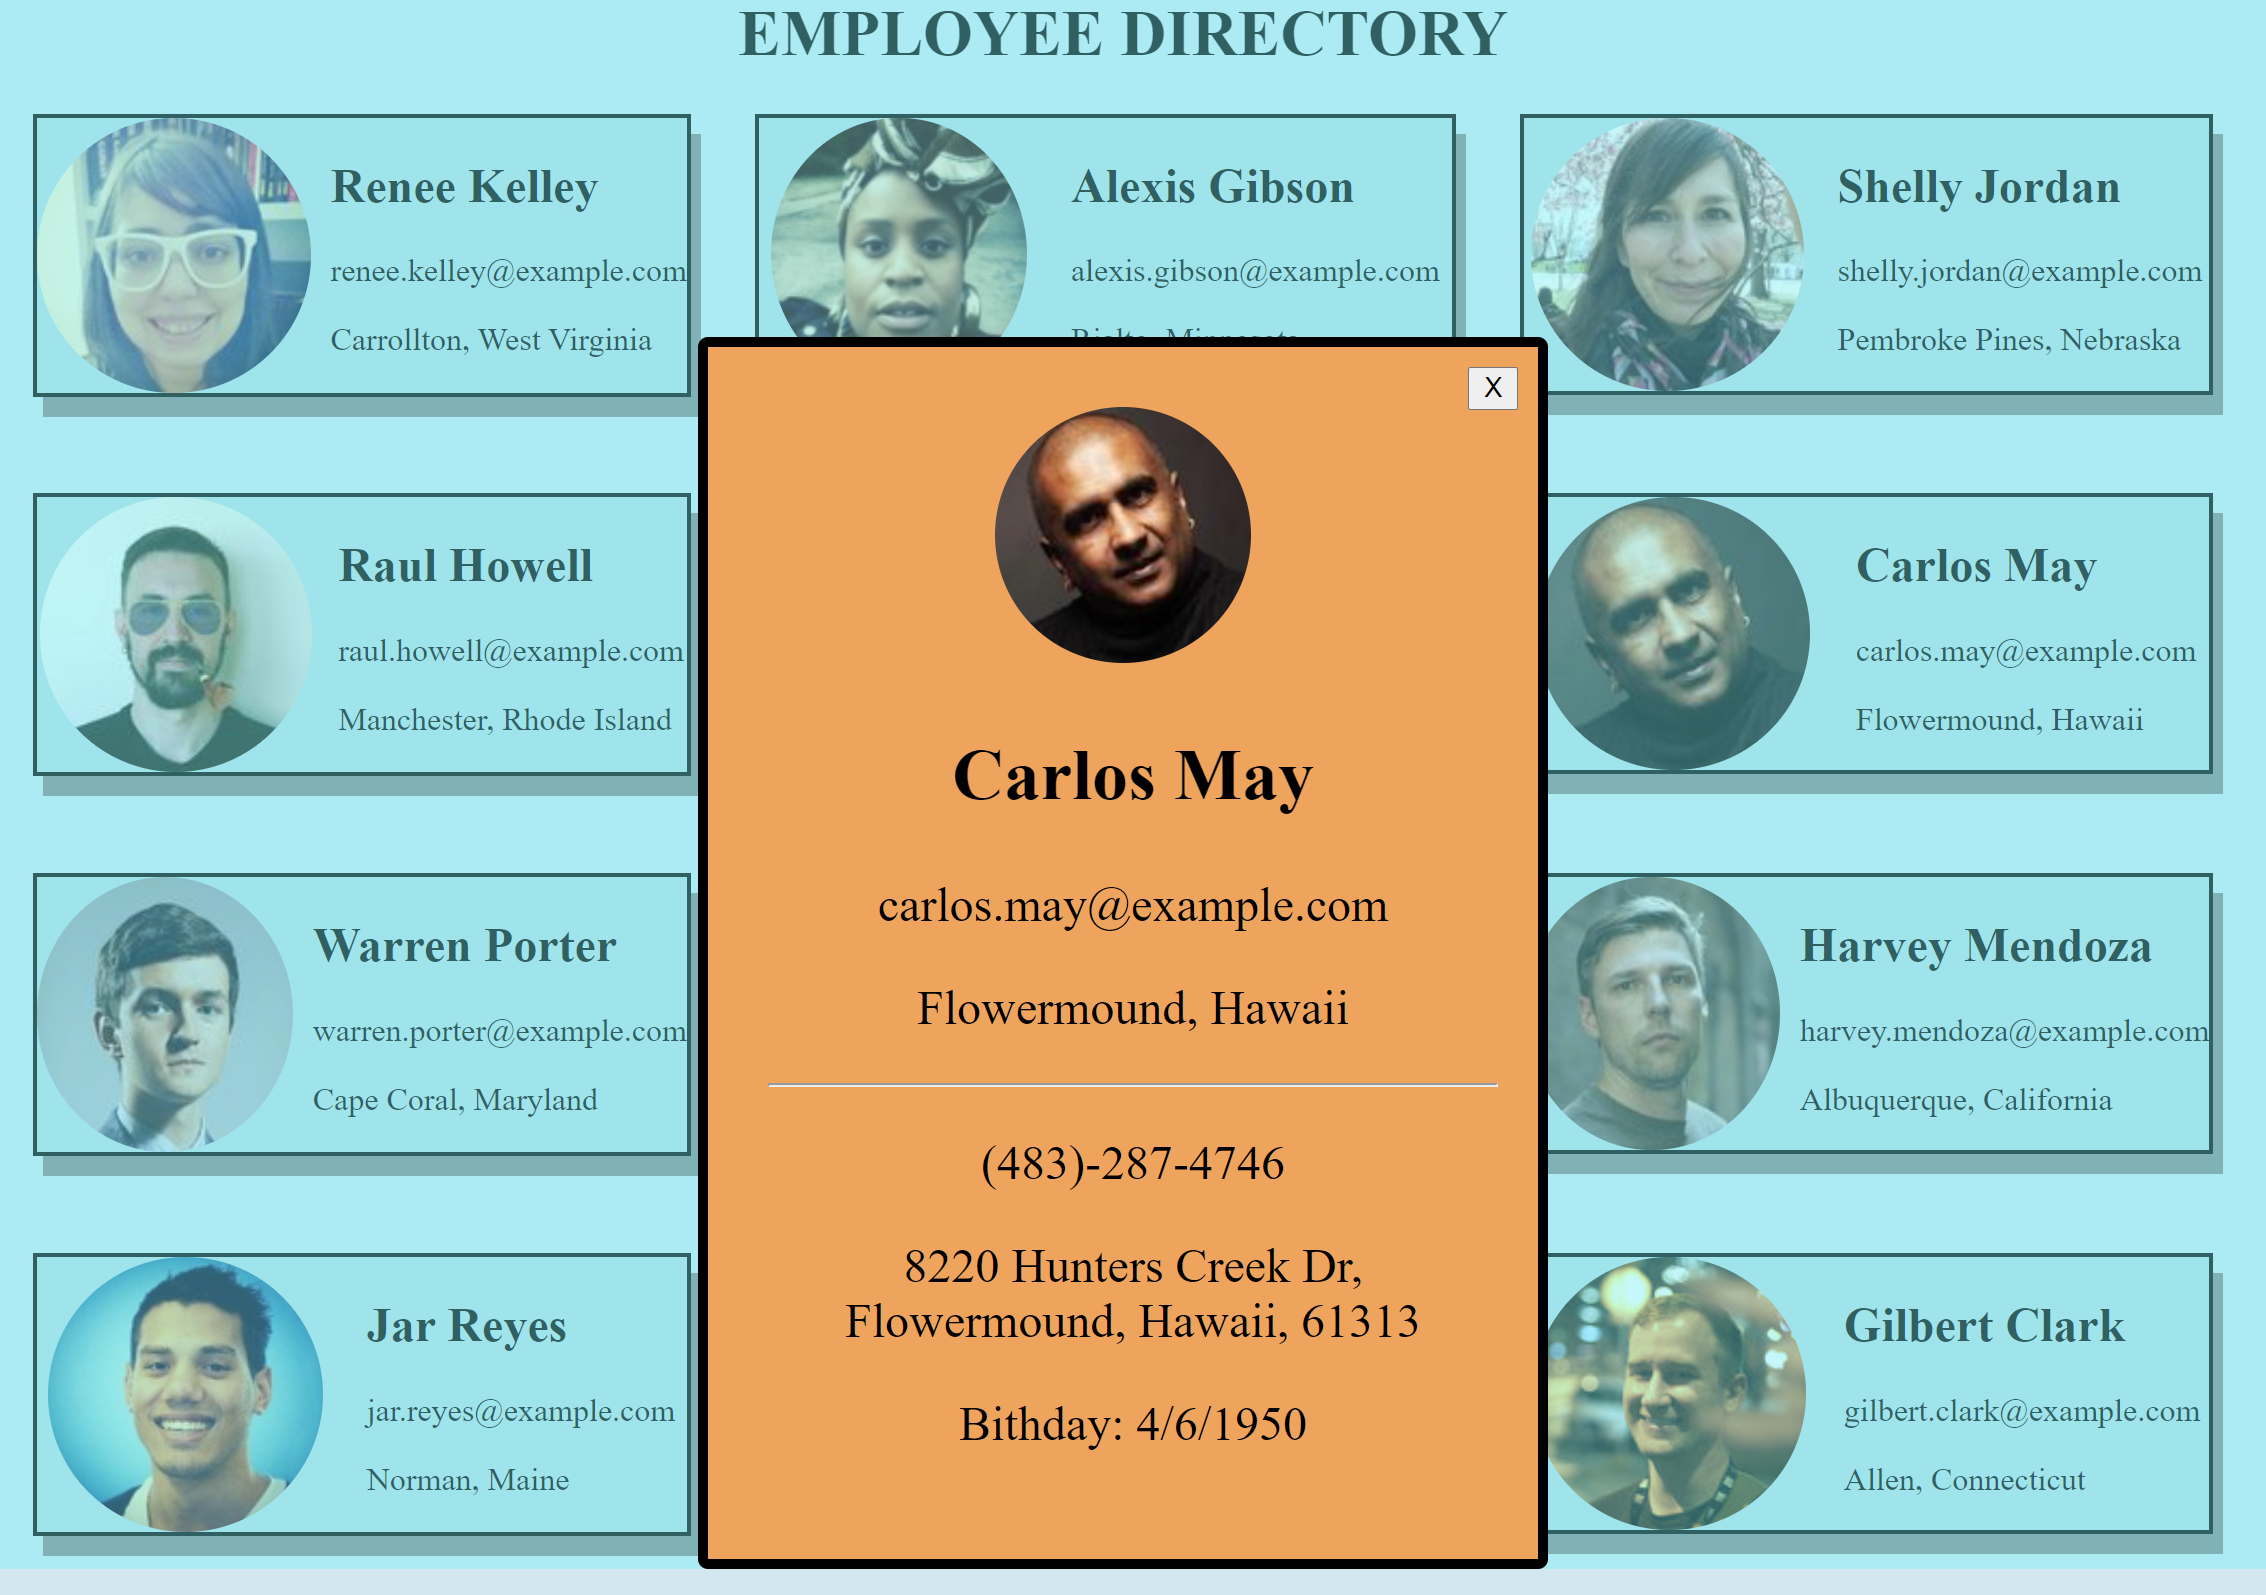 EMPLOYEE DIRECTORY
Renee Kelley
renee.kelley@example.com
Carrollton, West Virginia
Alexis Gibson
alexis.gibson@example.com
Rialto, Minnesota
Shelly Jordan
shelly.jordan@example.com
Pembroke Pines, Nebraska
Raul Howell
raul.howell@example.com
Manchester, Rhode Island
Carlos May
carlos.may@example.com
Flowermound, Hawaii
Warren Porter
warren.porter@example.com
Cape Coral, Maryland
Harvey Mendoza
harvey.mendoza@example.com
Albuquerque, California
Jar Reyes
jar.reyes@example.com
Norman, Maine
Gilbert Clark
gilbert.clark@example.com
Allen, Connecticut
X
Carlos May
carlos.may@example.com
Flowermound, Hawaii
(483)-287-4746
8220 Hunters Creek Dr,
Flowermound, Hawaii, 61313
Bithday: 4/6/1950